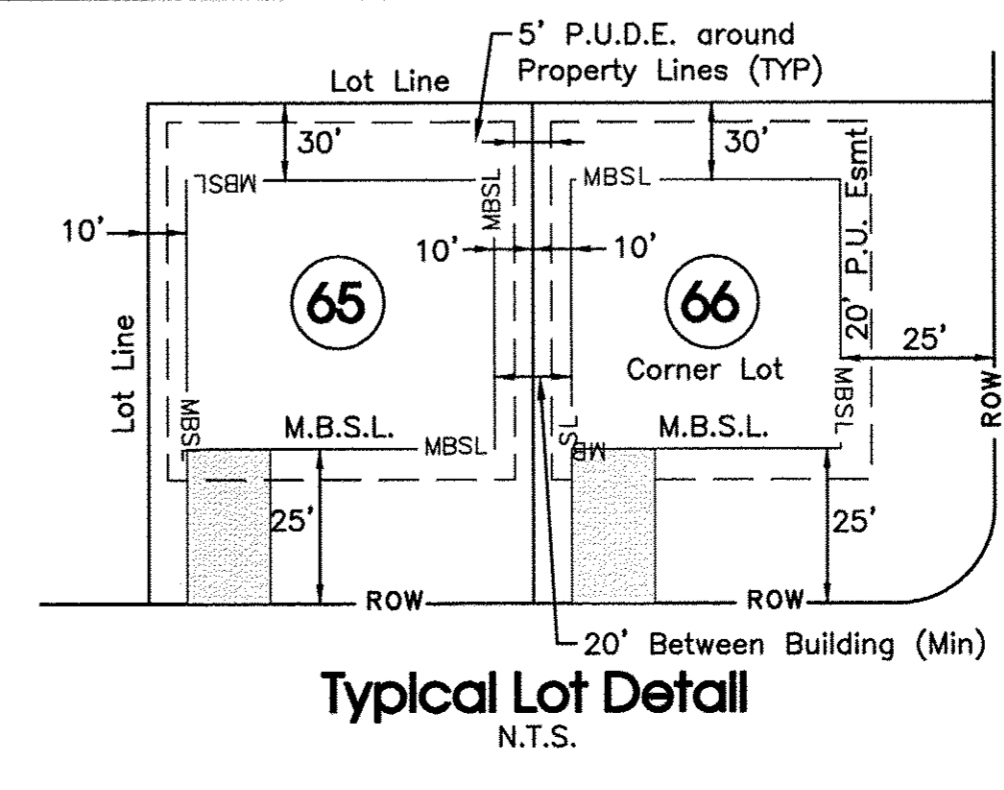 5' P.U.D.E. around
Property Lines (TYP)
Lot Line
30'
30'
MBSL
MBSL
MBSL
20' P.U. Esmt
10'
10'
10'
65
66
25'
Lot Line
Corner Lot
ROW
MBSL
MBSL
M.B.S.L.
MBSL
M.B.S.L.
MBSL
25'
25'
ROW
ROW
20' Between Building (Min)
Typical Lot Detail
N.T.S.